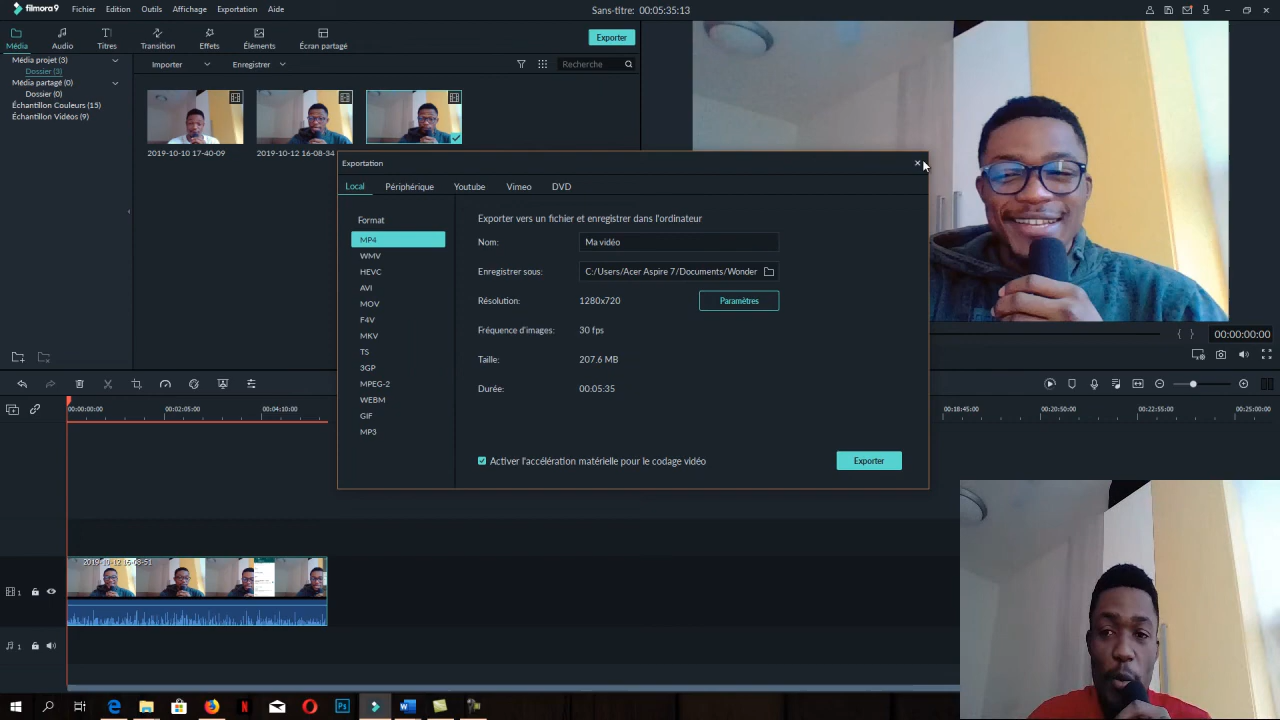 filmora9 Fichier Edition Outils Affichage Exportation Aide
Sans-titre: 00:05:35:13
Média Audio Titres Transition Effets Éléments Écran partagé
Exporter
Média projet (3)
Dossier (3)
Média partagé (0)
Dossier (0)
Échantillon Couleurs (15)
Échantillon Vidéos (9)
Importer Enregistrer Recherche
2019-10-10 17-40-09
2019-10-12 16-08-34
Exportation
Local Périphérique Youtube Vimeo DVD
Format
MP4
WMV
HEVC
AVI
MOV
F4V
MKV
TS
3GP
MPEG-2
WEBM
GIF
MP3
Exporter vers un fichier et enregistrer dans l'ordinateur
Nom: Ma vidéo
Enregistrer sous: C:/Users/Acer Aspire 7/Documents/Wonder
Résolution: 1280x720 Paramètres
Fréquence d'images: 30 fps
Taille: 207.6 MB
Durée: 00:05:35
Activer l'accélération matérielle pour le codage vidéo
Exporter
{ } 00:00:00:00
00:00:00:00 00:02:05:00 00:04:10:00 00:18:45:00 00:20:50:00 00:22:55:00 00:25:00:00
2019-10-12 16-08-51
1
1